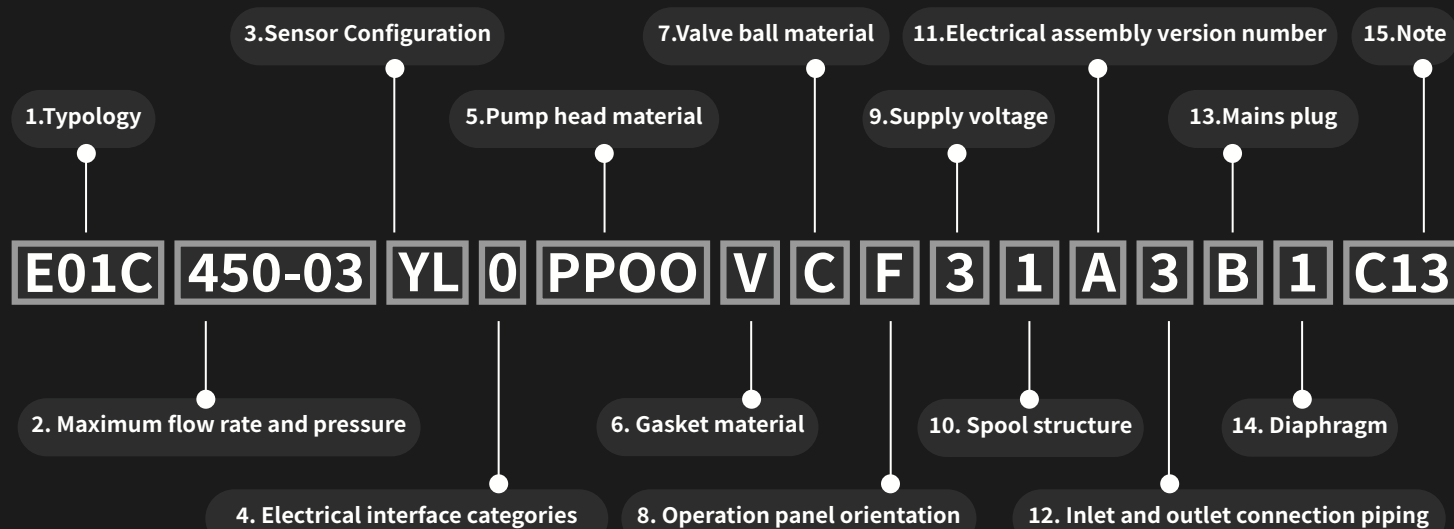 3.Sensor Configuration
7.Valve ball material
11.Electrical assembly version number
15.Note
1.Typology
5.Pump head material
9.Supply voltage
13.Mains plug
E01C 450-03 YL 0 PPOO V C F 3 1 A 3 B 1 C13
2. Maximum flow rate and pressure
6. Gasket material
10. Spool structure
14. Diaphragm
4. Electrical interface categories
8. Operation panel orientation
12. Inlet and outlet connection piping